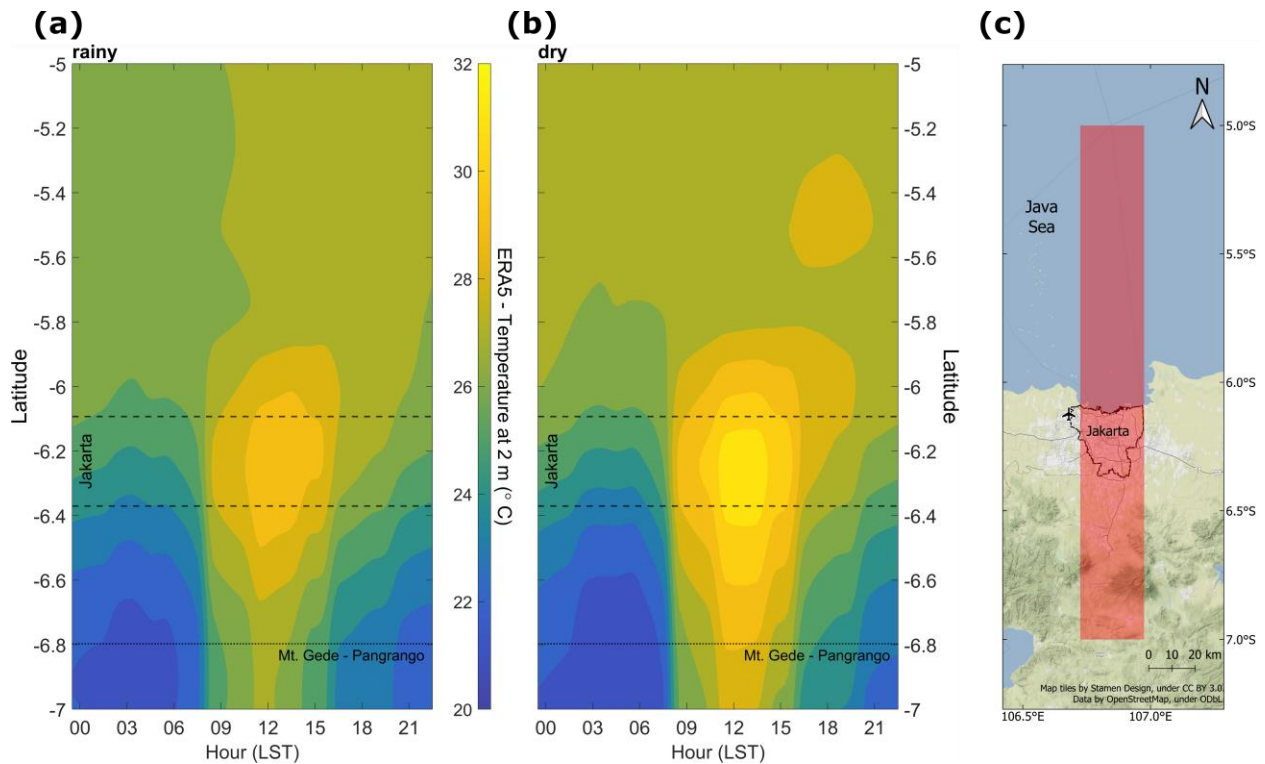 (a)
rainy
-5
-5.2
-5.4
-5.6
-5.8
-6
-6.2
-6.4
-6.6
-6.8
-7
Latitude
Jakarta
Mt. Gede - Pangrango
00 03 06 09 12 15 18 21
Hour (LST)
32
30
28
26
24
22
20
ERA5 - Temperature at 2 m (° C)
(b)
dry
Jakarta
Mt. Gede - Pangrango
00 03 06 09 12 15 18 21
Hour (LST)
-5
-5.2
-5.4
-5.6
-5.8
-6
-6.2
-6.4
-6.6
-6.8
-7
Latitude
(c)
N
Java
Sea
Jakarta
5.0°S
5.5°S
6.0°S
6.5°S
7.0°S
0 10 20 km
Map tiles by Stamen Design, under CC BY 3.0.
Data by OpenStreetMap, under ODbL
106.5°E 107.0°E